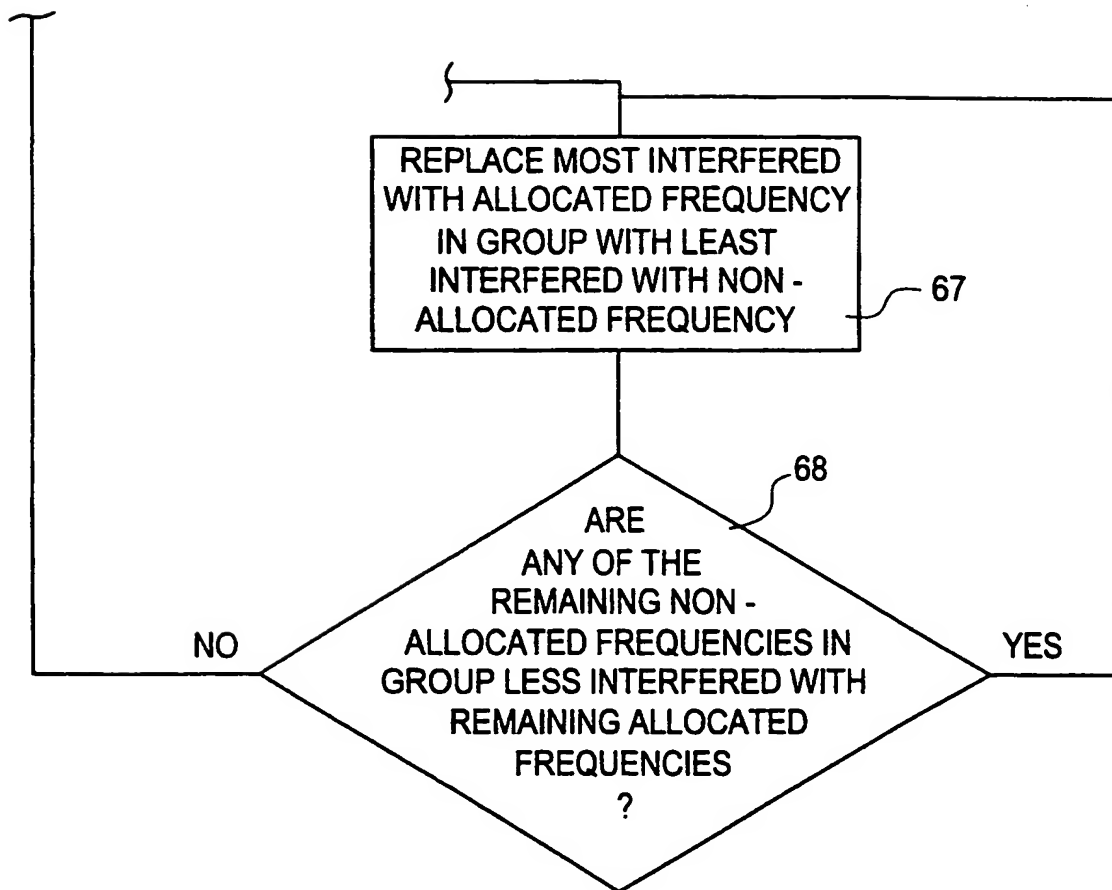 REPLACE MOST INTERFERED
WITH ALLOCATED FREQUENCY
IN GROUP WITH LEAST
INTERFERED WITH NON -
ALLOCATED FREQUENCY
67
68
ARE
ANY OF THE
REMAINING NON -
ALLOCATED FREQUENCIES IN
GROUP LESS INTERFERED WITH
REMAINING ALLOCATED
FREQUENCIES
?
NO
YES